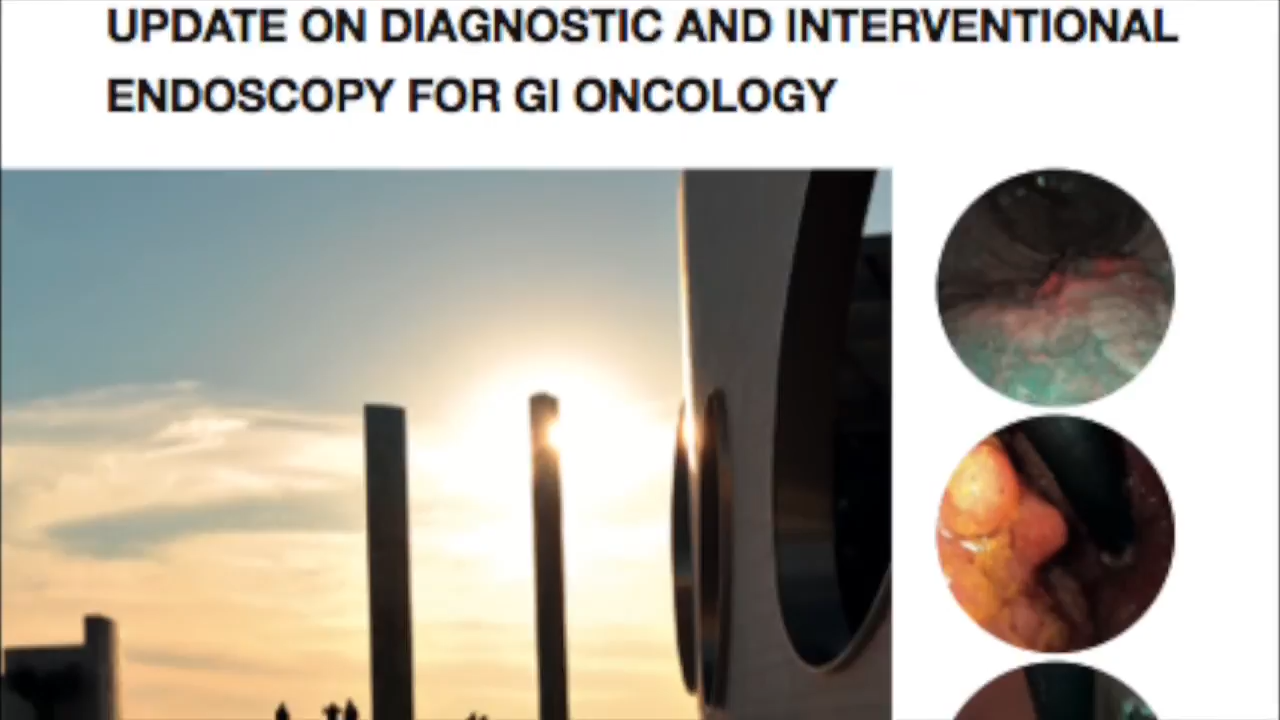 UPDATE ON DIAGNOSTIC AND INTERVENTIONAL
ENDOSCOPY FOR GI ONCOLOGY